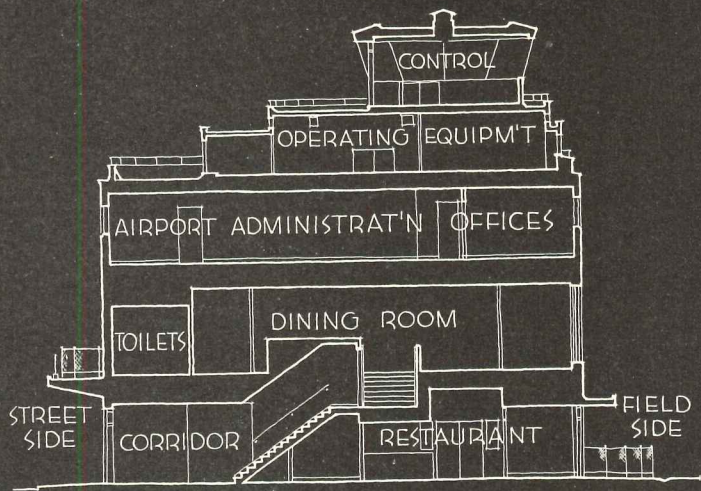 CONTROL
OPERATING EQUIPM'T
AIRPORT ADMINISTRAT'N OFFICES
DINING ROOM
TOILETS
STREET
SIDE
CORRIDOR
RESTAURANT
FIELD
SIDE